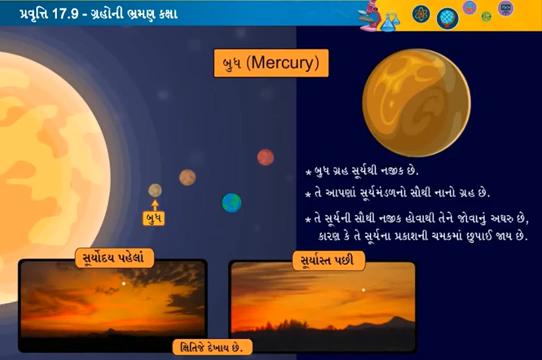 પ્રવૃત્તિ 17.9 - ગ્રહોની ભ્રમણ કક્ષા
બુધ (Mercury)
* બુધ ગ્રહ સૂર્યથી નજીક છે.
* તે આપણાં સૂર્યમંડળનો સૌથી નાનો ગ્રહ છે.
* તે સૂર્યની સૌથી નજીક હોવાથી તેને જોવાનું અઘરુ છે,
કારણ કે તે સૂર્યના પ્રકાશની ચમકમાં છુપાઈ જાય છે.
બુધ
સૂર્યોદય પહેલાં
સૂર્યાસ્ત પછી
ક્ષિતિજે દેખાય છે.